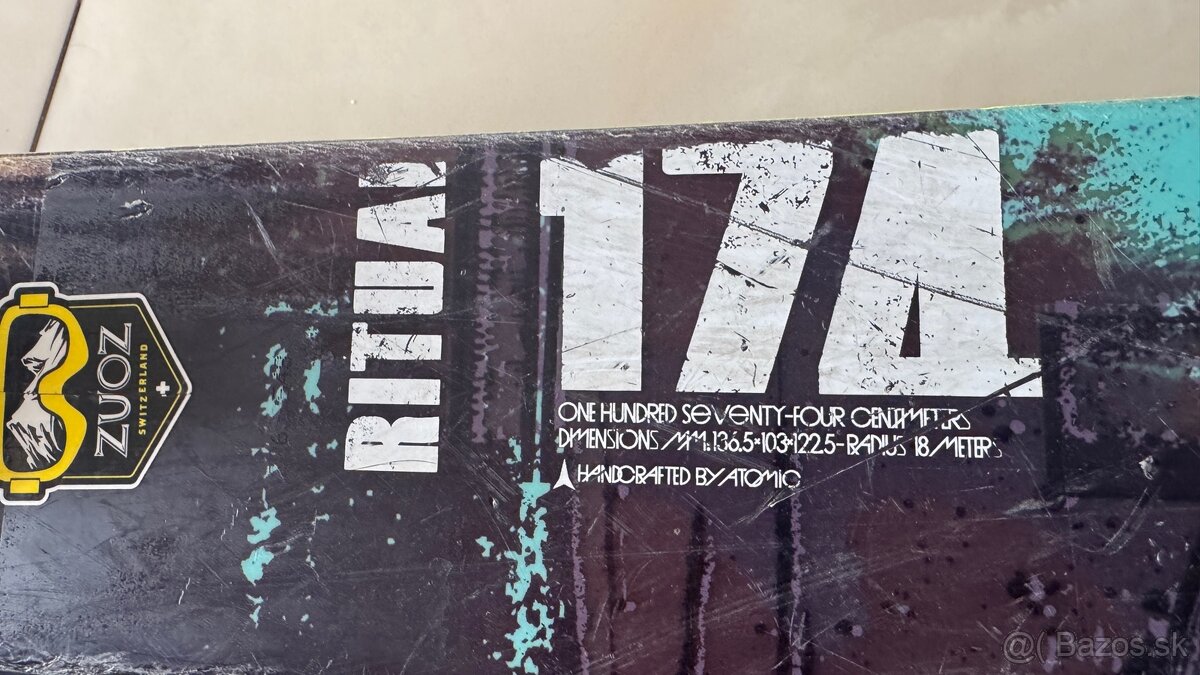 RITUAL
174
ONE HUNDRED SEVENTY-FOUR CENTIMETERS
DIMENSIONS/MM:136.5-103-122.5-RADIUS 18/METERS
HANDCRAFTED BY ATOMIC
ZUOZ
SWITZERLAND
@( Bazos.sk